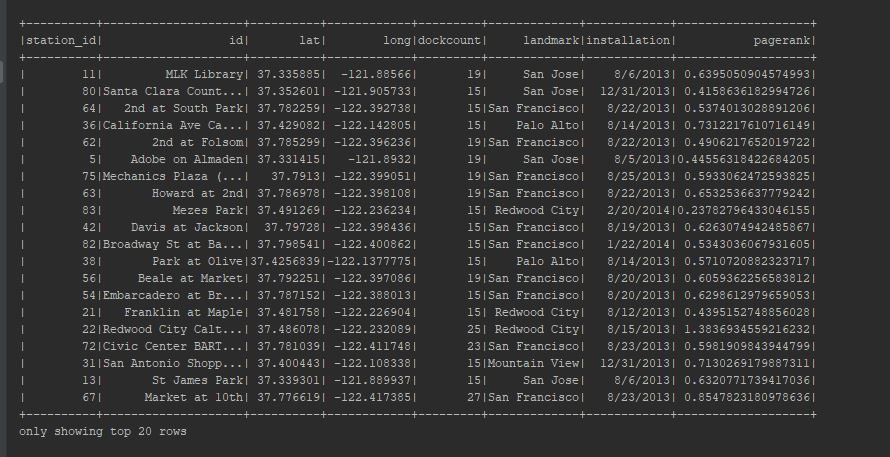 +----------+--------------------+----------+------------+---------+-------------+------------+-------------------+
|station_id|                  id|       lat|        long|dockcount|     landmark|installation|           pagerank|
+----------+--------------------+----------+------------+---------+-------------+------------+-------------------+
|        11|         MLK Library| 37.335885|  -121.88566|       19|     San Jose|    8/6/2013| 0.6395050904574993|
|        80|Santa Clara Count...| 37.352601| -121.905733|       15|     San Jose|  12/31/2013| 0.4158636182994726|
|        64|   2nd at South Park| 37.782259| -122.392738|       15|San Francisco|   8/22/2013| 0.5374013028891206|
|        36|California Ave Ca...| 37.429082| -122.142805|       15|    Palo Alto|   8/14/2013| 0.7312217610716149|
|        62|       2nd at Folsom| 37.785299| -122.396236|       19|San Francisco|   8/22/2013| 0.4906217652019722|
|         5|    Adobe on Almaden| 37.331415|   -121.8932|       19|     San Jose|    8/5/2013|0.44556318422684205|
|        75|Mechanics Plaza (...|   37.7913| -122.399051|       19|San Francisco|   8/25/2013| 0.5933062472593825|
|        63|       Howard at 2nd| 37.786978| -122.398108|       19|San Francisco|   8/22/2013| 0.6532536637779242|
|        83|          Mezes Park| 37.491269| -122.236234|       15| Redwood City|   2/20/2014|0.23782796433046155|
|        42|    Davis at Jackson|  37.79728| -122.398436|       15|San Francisco|   8/19/2013| 0.6263074942485867|
|        82|Broadway St at Ba...| 37.798541| -122.400862|       15|San Francisco|   1/22/2014| 0.5343036067931605|
|        38|       Park at Olive|37.4256839|-122.1377775|       15|    Palo Alto|   8/14/2013| 0.5710720882323717|
|        56|     Beale at Market| 37.792251| -122.397086|       19|San Francisco|   8/20/2013| 0.6059362256583812|
|        54|Embarcadero at Br...| 37.787152| -122.388013|       15|San Francisco|   8/20/2013| 0.6298612979659053|
|        21|   Franklin at Maple| 37.481758| -122.226904|       15| Redwood City|   8/12/2013| 0.4395152748856028|
|        22|Redwood City Calt...| 37.486078| -122.232089|       25| Redwood City|   8/15/2013| 1.3836934559216232|
|        72|Civic Center BART...| 37.781039| -122.411748|       23|San Francisco|   8/23/2013| 0.5981909843944799|
|        31|San Antonio Shopp...| 37.400443| -122.108338|       15|Mountain View|  12/31/2013| 0.7130269179887311|
|        13|       St James Park| 37.339301| -121.889937|       15|     San Jose|    8/6/2013| 0.6320771739417036|
|        67|      Market at 10th| 37.776619| -122.417385|       27|San Francisco|   8/23/2013| 0.8547823180978636|
+----------+--------------------+----------+------------+---------+-------------+------------+-------------------+
only showing top 20 rows